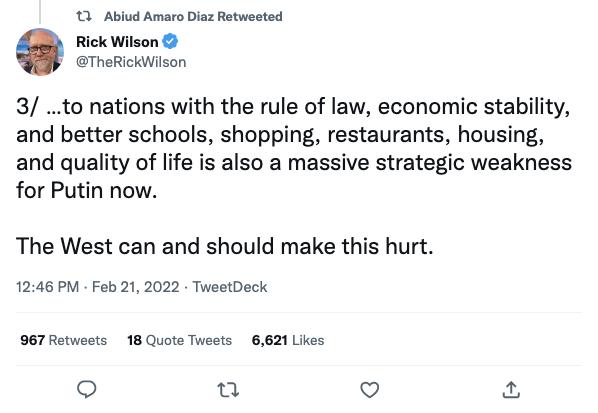 Abiud Amaro Diaz Retweeted
Rick Wilson
@TheRickWilson
3/ ...to nations with the rule of law, economic stability,
and better schools, shopping, restaurants, housing,
and quality of life is also a massive strategic weakness
for Putin now.
The West can and should make this hurt.
12:46 PM · Feb 21, 2022 · TweetDeck
967 Retweets 18 Quote Tweets 6,621 Likes